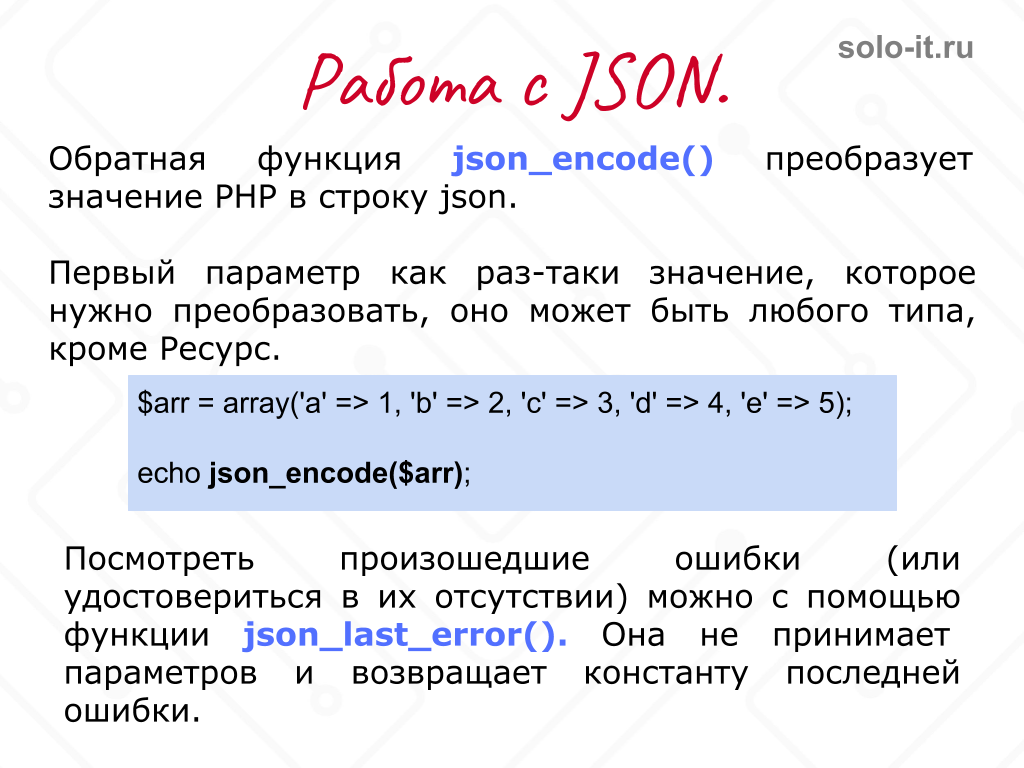 solo-it.ru
Работа с JSON.
Обратная функция json_encode() преобразует
значение PHP в строку json.
Первый параметр как раз-таки значение, которое
нужно преобразовать, оно может быть любого типа,
кроме Ресурс.
$arr = array('a' => 1, 'b' => 2, 'c' => 3, 'd' => 4, 'e' => 5);
echo json_encode($arr);
Посмотреть произошедшие ошибки (или
удостовериться в их отсутствии) можно с помощью
функции json_last_error(). Она не принимает
параметров и возвращает константу последней
ошибки.